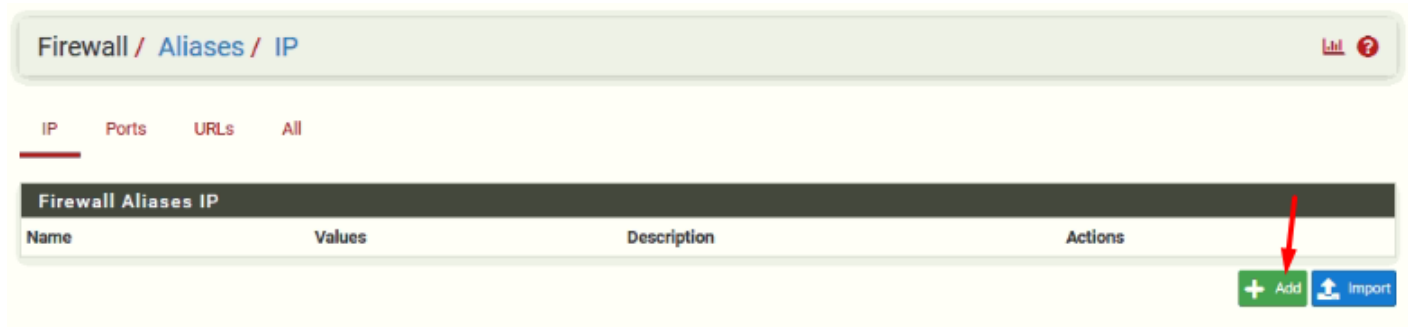 Firewall / Aliases / IP
IP Ports URLs All
Firewall Aliases IP
Name Values Description Actions
Add Import